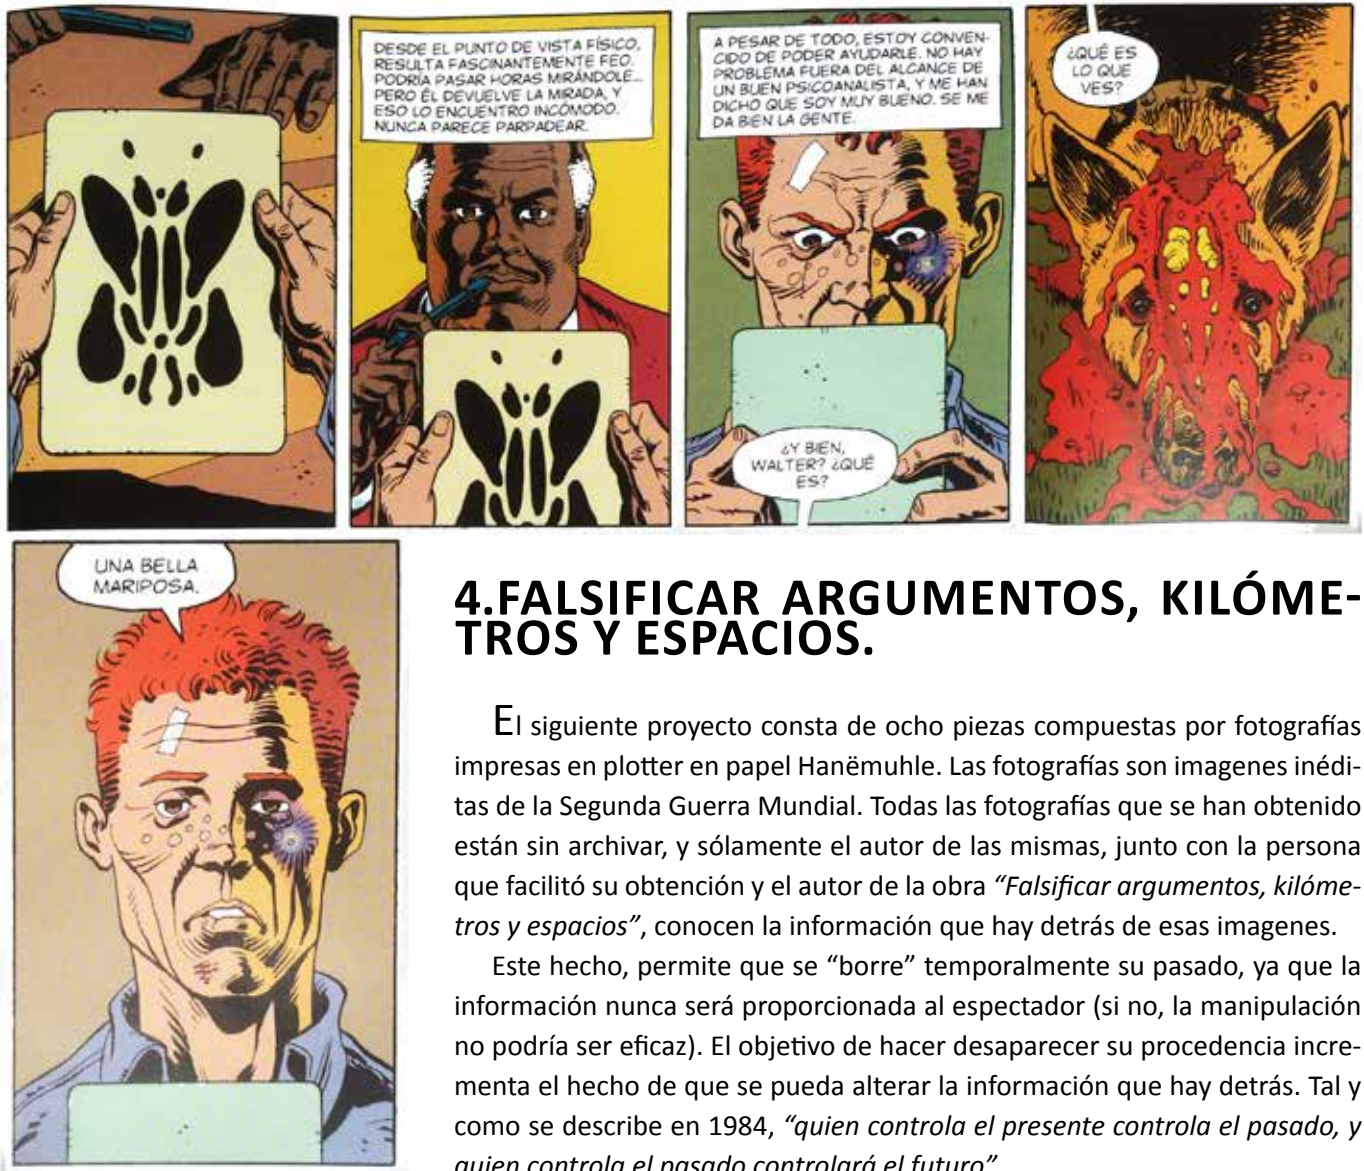 DESDE EL PUNTO DE VISTA FÍSICO,
RESULTA FASCINANTEMENTE FEO.
PODRÍA PASAR HORAS MIRÁNDOLE...
PERO ÉL DEVUELVE LA MIRADA, Y
ESO LO ENCUENTRO INCÓMODO.
NUNCA PARECE PARPADEAR.
A PESAR DE TODO, ESTOY CONVEN-
CIDO DE PODER AYUDARLE. NO HAY
PROBLEMA FUERA DEL ALCANCE DE
UN BUEN PSICOANALISTA, Y ME HAN
DICHO QUE SOY MUY BUENO. SE ME
DA BIEN LA GENTE.
¿Y BIEN,
WALTER? ¿QUÉ
ES?
¿QUÉ ES
LO QUE
VES?
UNA BELLA
MARIPOSA.
4.FALSIFICAR ARGUMENTOS, KILÓME-
TROS Y ESPACIOS.
El siguiente proyecto consta de ocho piezas compuestas por fotografías
impresas en plotter en papel Hanëmuhle. Las fotografías son imagenes inédi-
tas de la Segunda Guerra Mundial. Todas las fotografías que se han obtenido
están sin archivar, y sólamente el autor de las mismas, junto con la persona
que facilitó su obtención y el autor de la obra “Falsificar argumentos, kilóme-
tros y espacios”, conocen la información que hay detrás de esas imagenes.
Este hecho, permite que se “borre” temporalmente su pasado, ya que la
información nunca será proporcionada al espectador (si no, la manipulación
no podría ser eficaz). El objetivo de hacer desaparecer su procedencia incre-
menta el hecho de que se pueda alterar la información que hay detrás. Tal y
como se describe en 1984, “quien controla el presente controla el pasado, y
quien controla el pasado controlará el futuro”